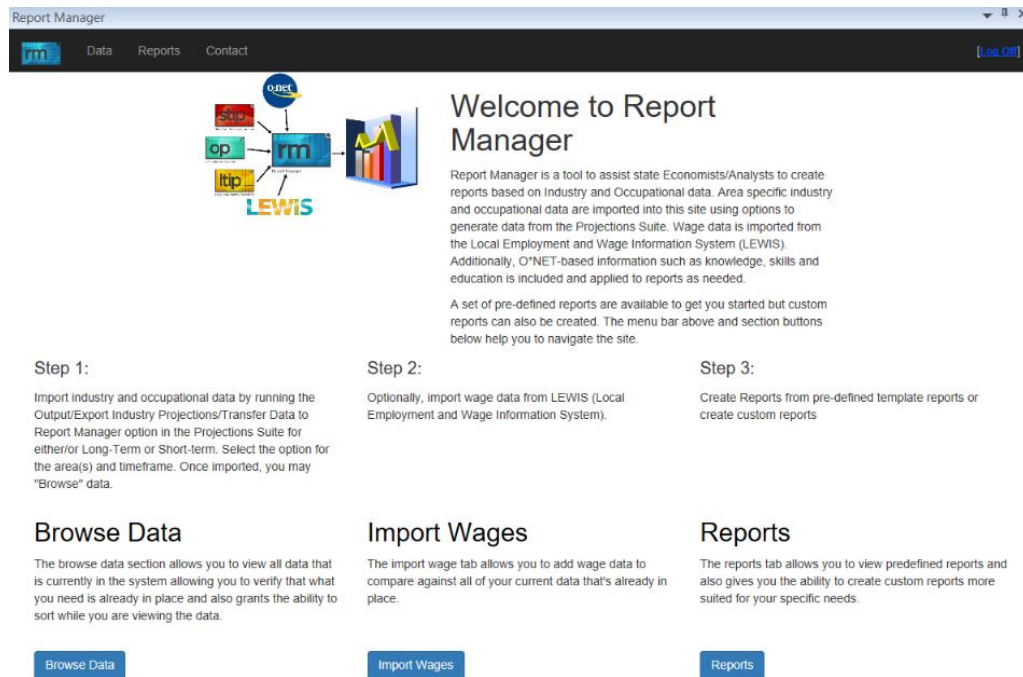 Report Manager
rm
Data Reports Contact
[Log Off]
o·net
stip
op
rm
ltip
LEWIS
Welcome to Report
Manager
Report Manager is a tool to assist state Economists/Analysts to create
reports based on Industry and Occupational data. Area specific industry
and occupational data are imported into this site using options to
generate data from the Projections Suite. Wage data is imported from
the Local Employment and Wage Information System (LEWIS).
Additionally, O*NET-based information such as knowledge, skills and
education is included and applied to reports as needed.
A set of pre-defined reports are available to get you started but custom
reports can also be created. The menu bar above and section buttons
below help you to navigate the site.
Step 1:
Import industry and occupational data by running the
Output/Export Industry Projections/Transfer Data to
Report Manager option in the Projections Suite for
either/or Long-Term or Short-term. Select the option for
the area(s) and timeframe. Once imported, you may
"Browse" data.
Step 2:
Optionally, import wage data from LEWIS (Local
Employment and Wage Information System).
Step 3:
Create Reports from pre-defined template reports or
create custom reports
Browse Data
The browse data section allows you to view all data that
is currently in the system allowing you to verify that what
you need is already in place and also grants the ability to
sort while you are viewing the data.
Browse Data
Import Wages
The import wage tab allows you to add wage data to
compare against all of your current data that's already in
place.
Import Wages
Reports
The reports tab allows you to view predefined reports and
also gives you the ability to create custom reports more
suited for your specific needs.
Reports